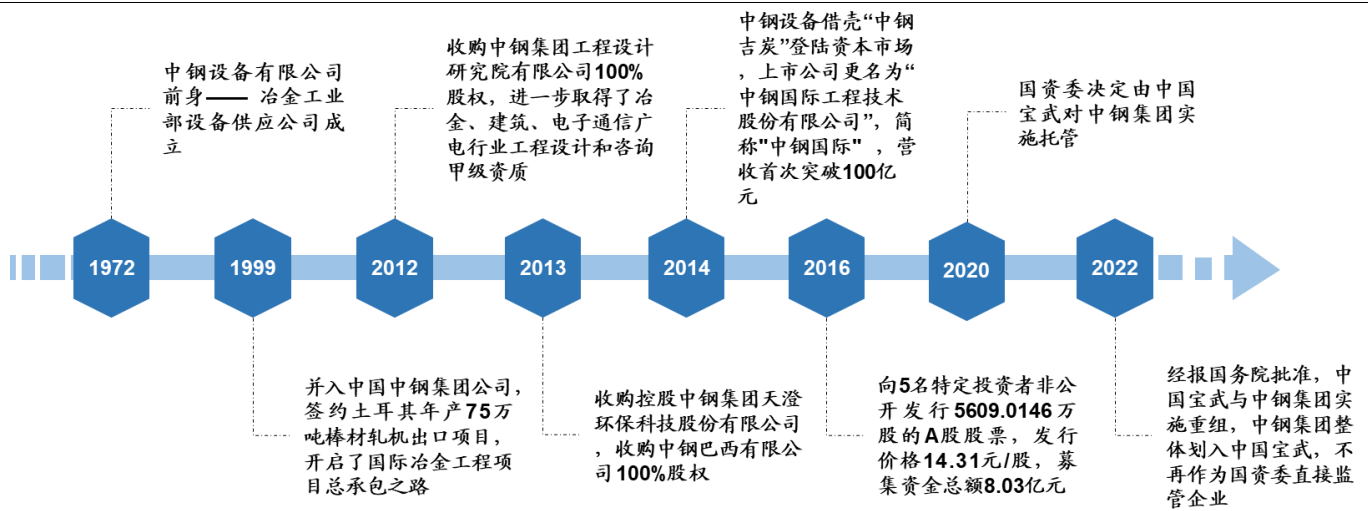 中钢设备有限公司
前身—— 冶金工业
部设备供应公司成
立
收购中钢集团工程设计
研究院有限公司100%
股权，进一步取得了冶
金、建筑、电子通信广
电行业工程设计和咨询
甲级资质
中钢设备借壳“中钢
吉炭”登陆资本市场
，上市公司更名为“
中钢国际工程技术
股份有限公司”，简
称"中钢国际" ，营
收首次突破100亿
元
国资委决定由中国
宝武对中钢集团实
施托管
1972
1999
2012
2013
2014
2016
2020
2022
并入中国中钢集团公司，
签约土耳其年产75万
吨棒材轧机出口项目，
开启了国际冶金工程项
目总承包之路
收购控股中钢集团天澄
环保科技股份有限公司
，收购中钢巴西有限公
司100%股权
向5名特定投资者非公
开发行5609.0146万
股的A股股票，发行
价格14.31元/股，募
集资金总额8.03亿元
经报国务院批准，中
国宝武与中钢集团实
施重组，中钢集团整
体划入中国宝武，不
再作为国资委直接监
管企业